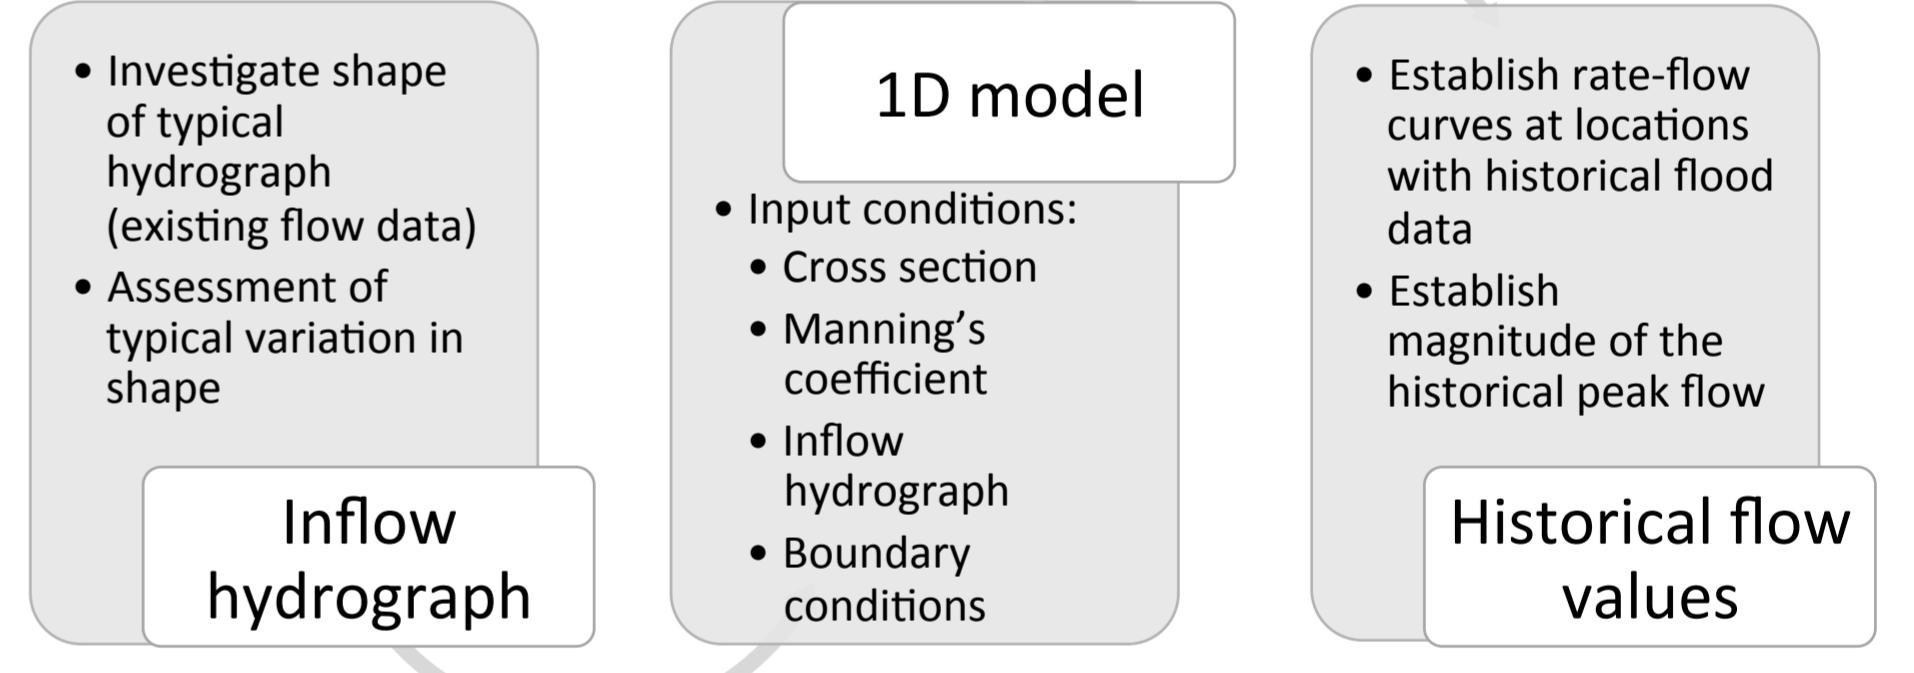 • Investigate shape
of typical
hydrograph
(existing flow data)
• Assessment of
typical variation in
shape
Inflow
hydrograph
1D model
• Input conditions:
• Cross section
• Manning’s
coefficient
• Inflow
hydrograph
• Boundary
conditions
• Establish rate-flow
curves at locations
with historical flood
data
• Establish
magnitude of the
historical peak flow
Historical flow
values